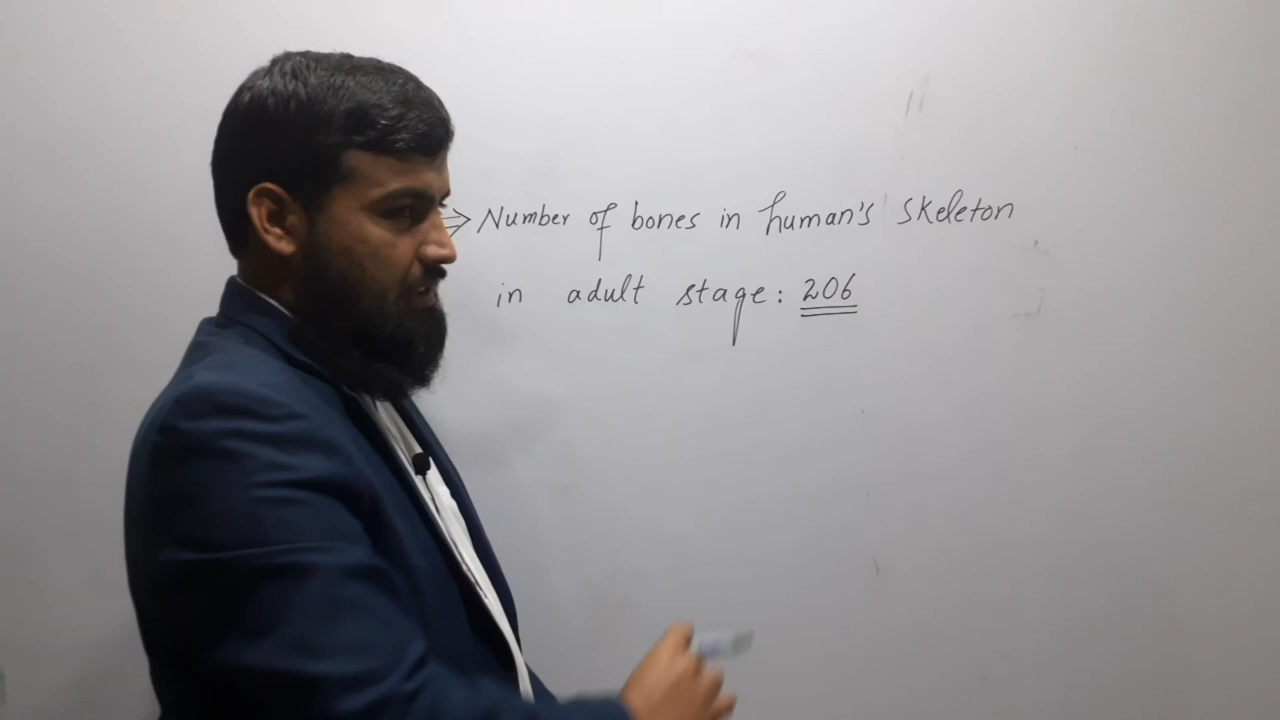 ⇒ Number of bones in human's skeleton
in adult stage: 206